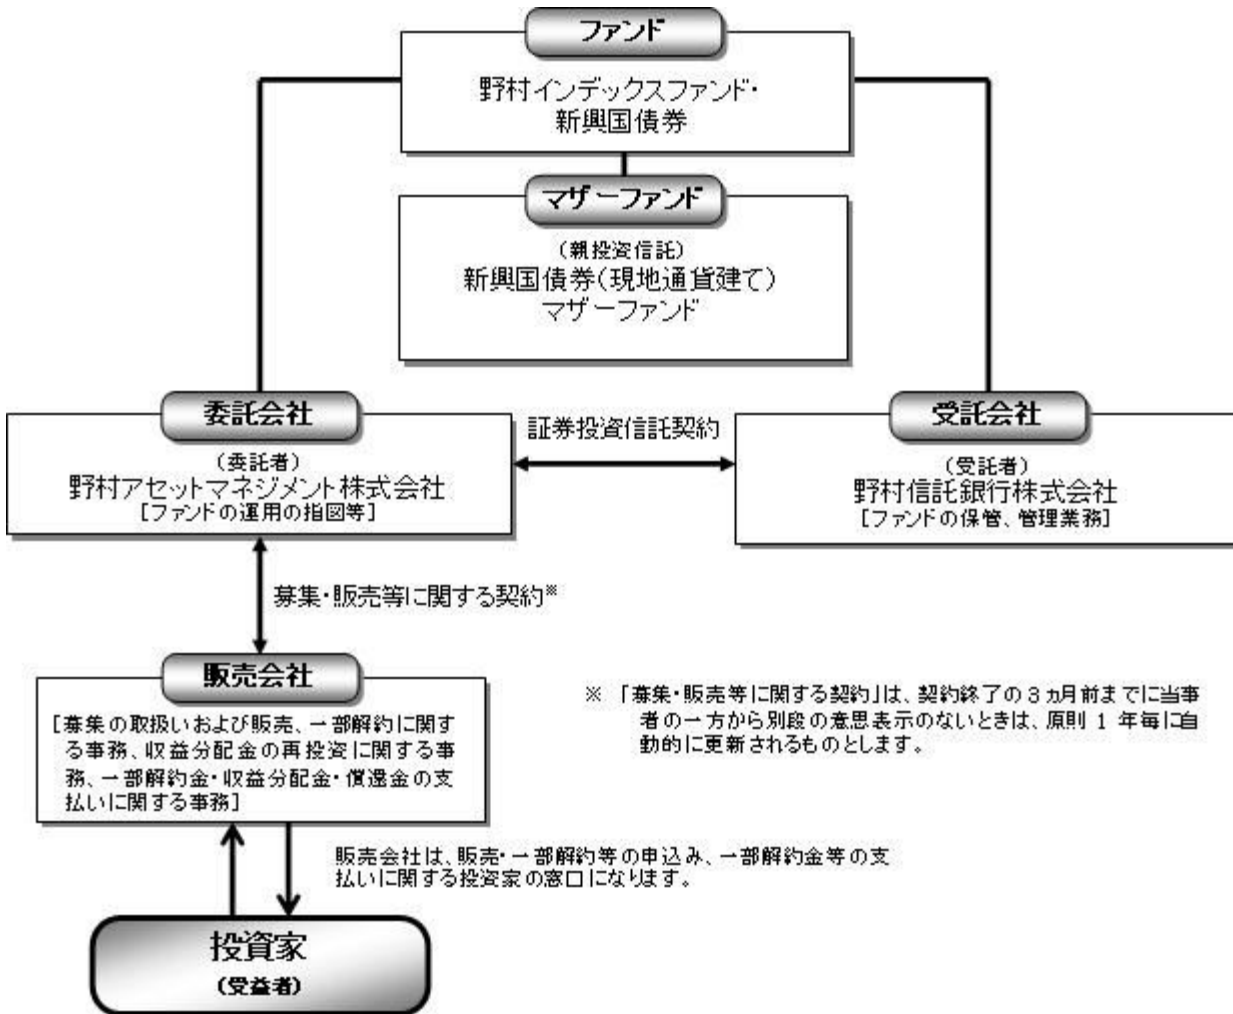 ファンド
野村インデックスファンド・
新興国債券
マザーファンド
(親投資信託)
新興国債券(現地通貨建て)
マザーファンド
委託会社
(委託者)
野村アセットマネジメント株式会社
[ファンドの運用の指図等]
証券投資信託契約
受託会社
(受託者)
野村信託銀行株式会社
[ファンドの保管、管理業務]
募集・販売等に関する契約※
販売会社
[募集の取扱いおよび販売、一部解約に関す
る事務、収益分配金の再投資に関する事
務、一部解約金・収益分配金・償還金の支
払いに関する事務]
※ 「募集・販売等に関する契約」は、契約終了の3ヵ月前までに当事
者の一方から別段の意思表示のないときは、原則 1 年毎に自
動的に更新されるものとします。
販売会社は、販売・一部解約等の申込み、一部解約金等の支
払いに関する投資家の窓口になります。
投資家
(受益者)